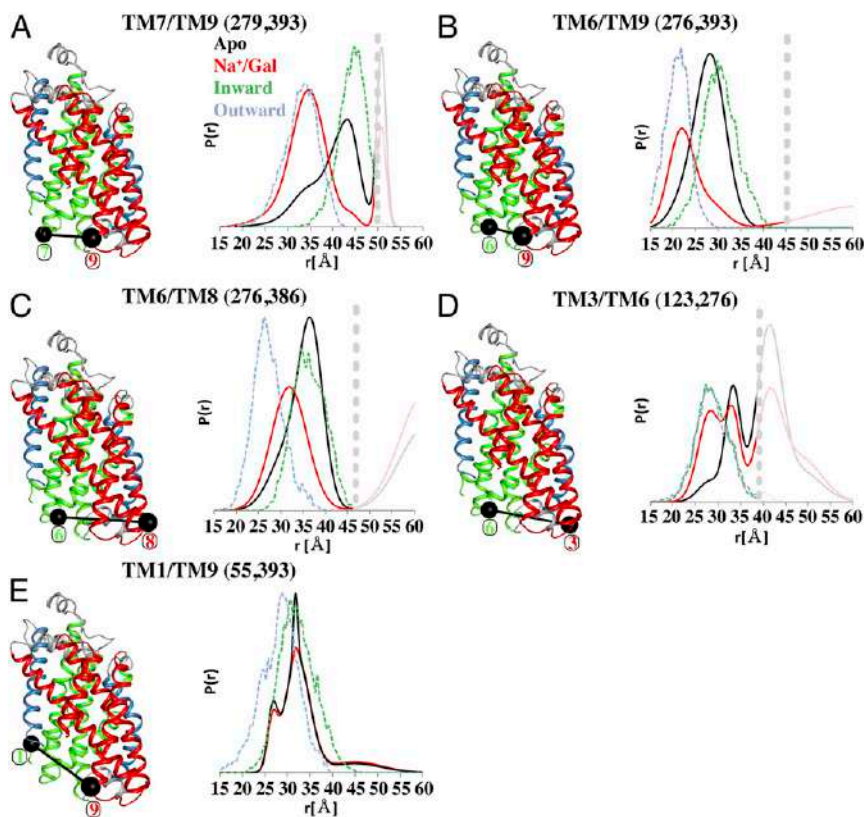 A
TM7/TM9 (279,393)
Apo
Na⁺/Gal
Inward
Outward
P(r)
15 20 25 30 35 40 45 50 55 60
r[Å]
7
9
B
TM6/TM9 (276,393)
P(r)
15 20 25 30 35 40 45 50 55 60
r[Å]
6
9
C
TM6/TM8 (276,386)
P(r)
15 20 25 30 35 40 45 50 55 60
r [Å]
6
8
D
TM3/TM6 (123,276)
P(r)
15 20 25 30 35 40 45 50 55 60
r [Å]
6
3
E
TM1/TM9 (55,393)
P(r)
15 20 25 30 35 40 45 50 55 60
r [Å]
1
9